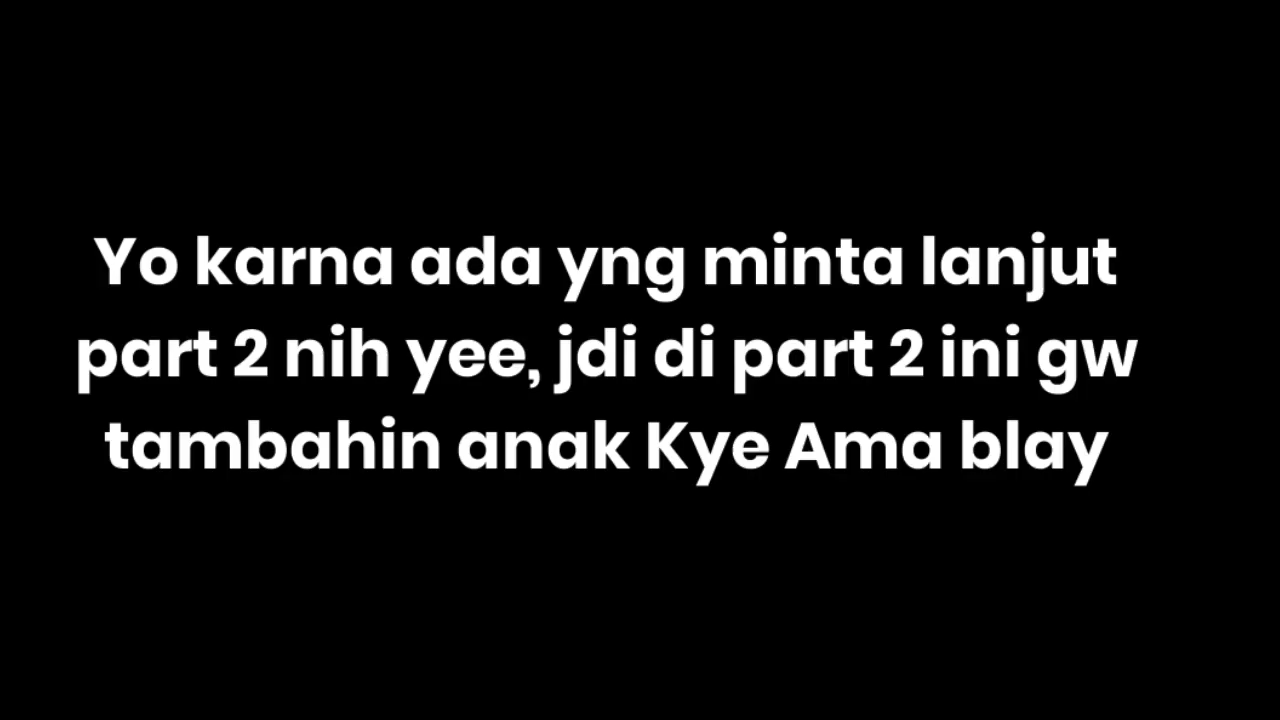 Yo karna ada yng minta lanjut
part 2 nih yee, jdi di part 2 ini gw
tambahin anak Kye Ama blay